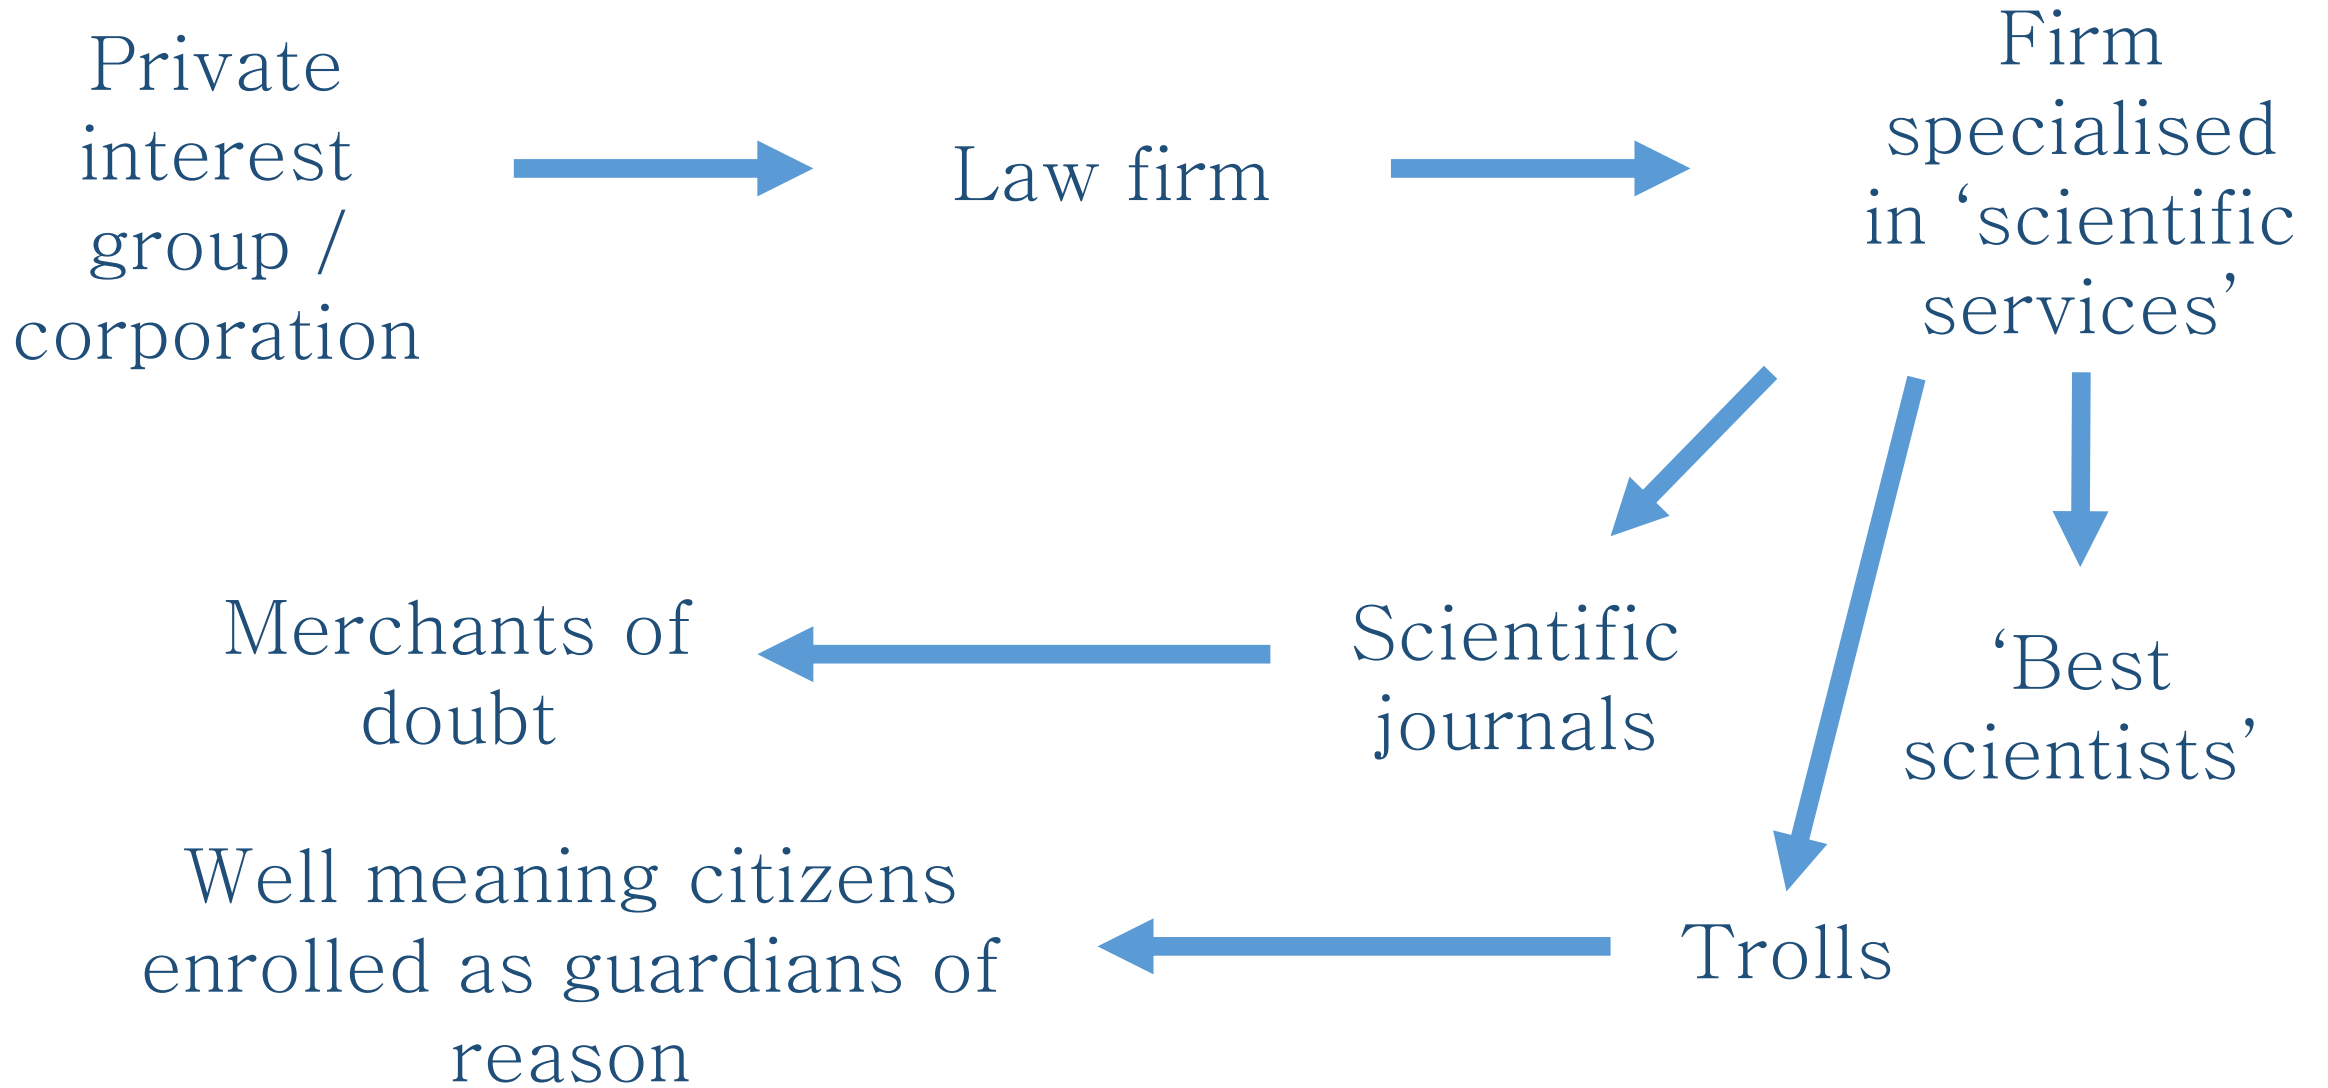 Private
interest
group /
corporation
Law firm
Firm
specialised
in ‘scientific
services’
Merchants of
doubt
Scientific
journals
‘Best
scientists’
Well meaning citizens
enrolled as guardians of
reason
Trolls